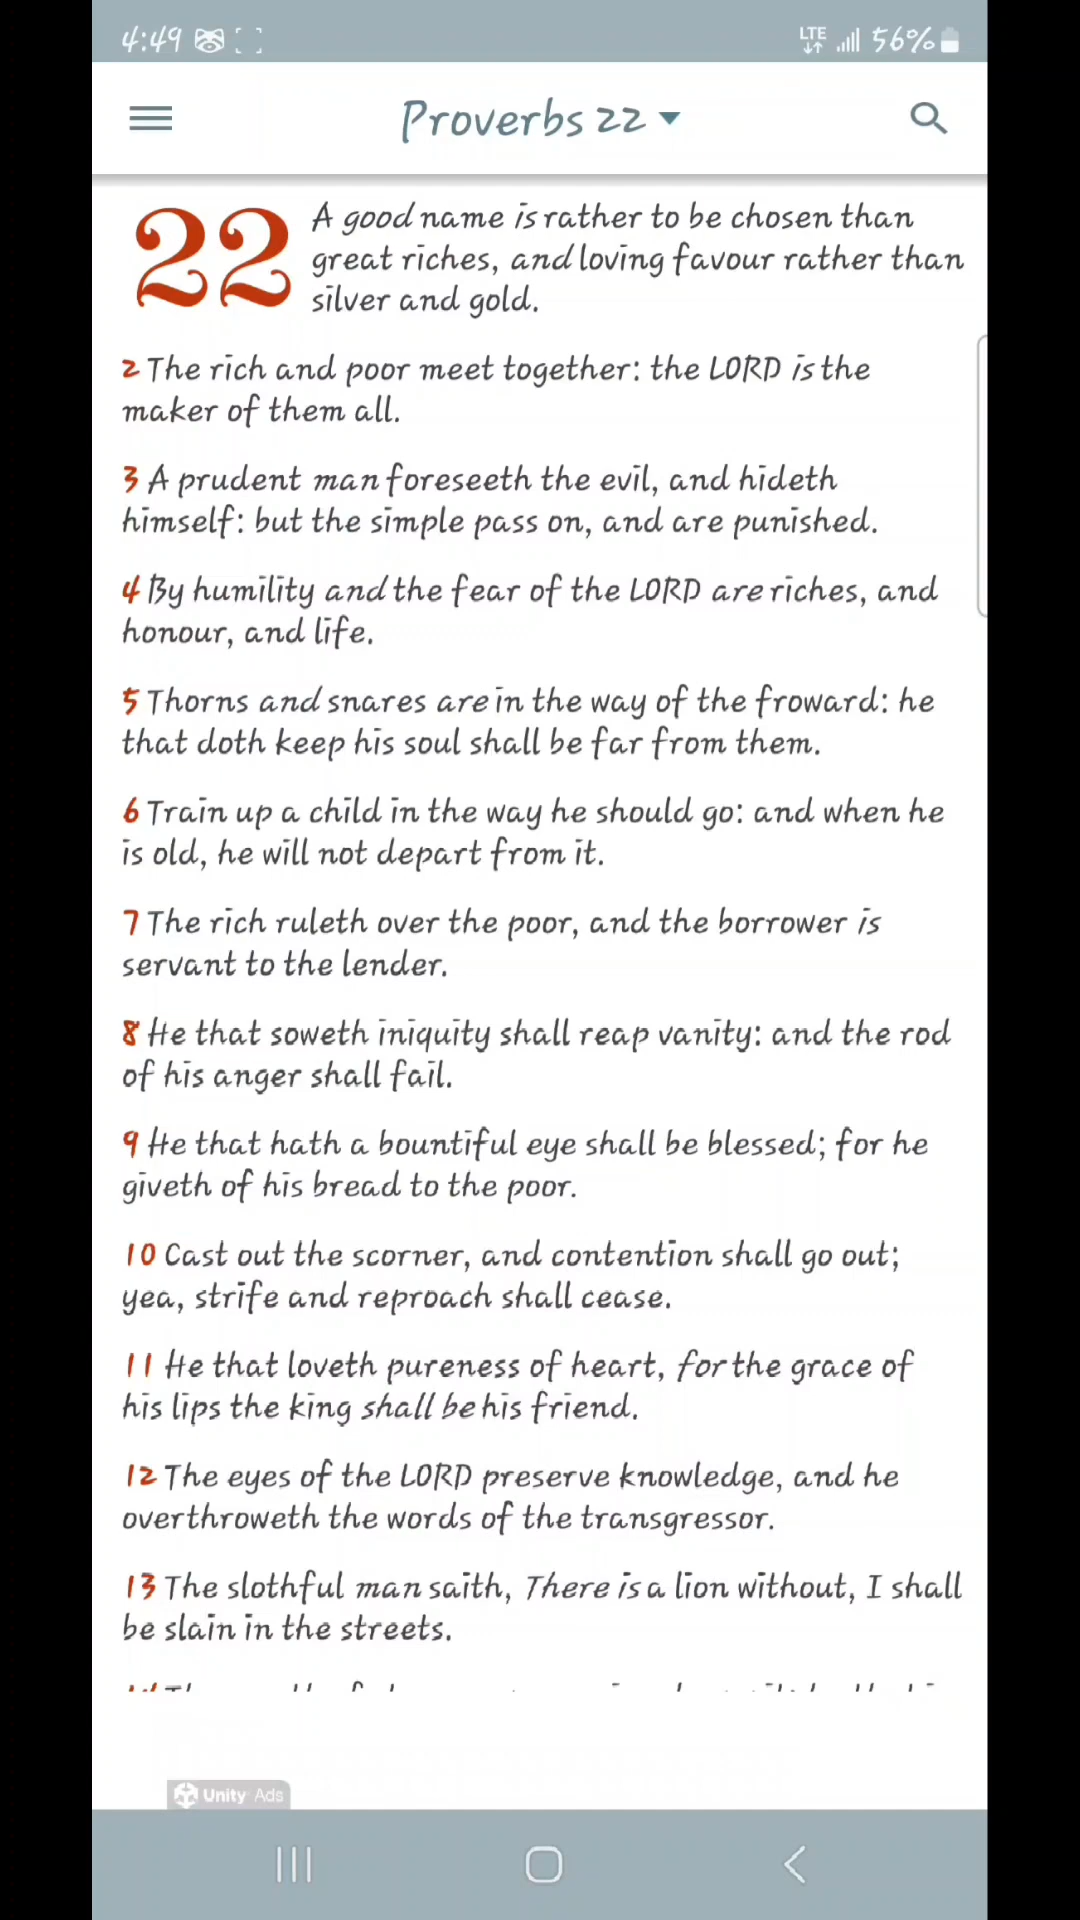 4:49
LTE 56%
Proverbs 22
22 A good name is rather to be chosen than
great riches, and loving favour rather than
silver and gold.
2 The rich and poor meet together: the LORD is the
maker of them all.
3 A prudent man foreseeth the evil, and hideth
himself: but the simple pass on, and are punished.
4 By humility and the fear of the LORD are riches, and
honour, and life.
5 Thorns and snares are in the way of the froward: he
that doth keep his soul shall be far from them.
6 Train up a child in the way he should go: and when he
is old, he will not depart from it.
7 The rich ruleth over the poor, and the borrower is
servant to the lender.
8 He that soweth iniquity shall reap vanity: and the rod
of his anger shall fail.
9 He that hath a bountiful eye shall be blessed; for he
giveth of his bread to the poor.
10 Cast out the scorner, and contention shall go out;
yea, strife and reproach shall cease.
11 He that loveth pureness of heart, for the grace of
his lips the king shall be his friend.
12 The eyes of the LORD preserve knowledge, and he
overthroweth the words of the transgressor.
13 The slothful man saith, There is a lion without, I shall
be slain in the streets.
Unity Ads